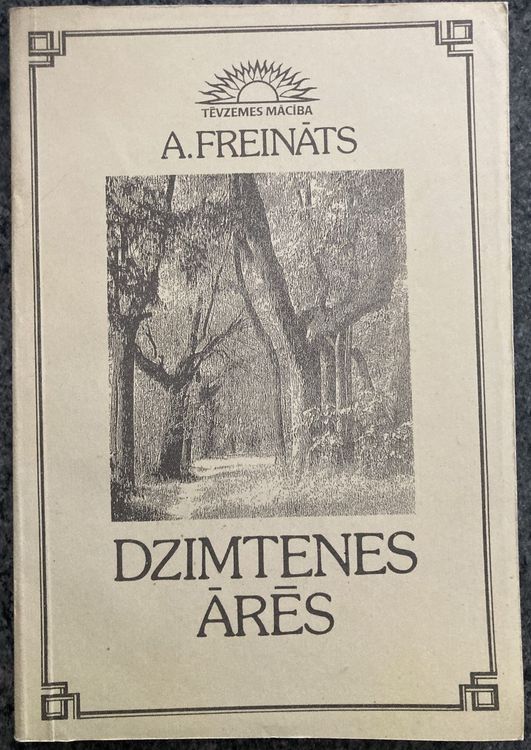 TĒVZEMES MĀCĪBA
A.FREINĀTS
DZIMTENES
ĀRĒS